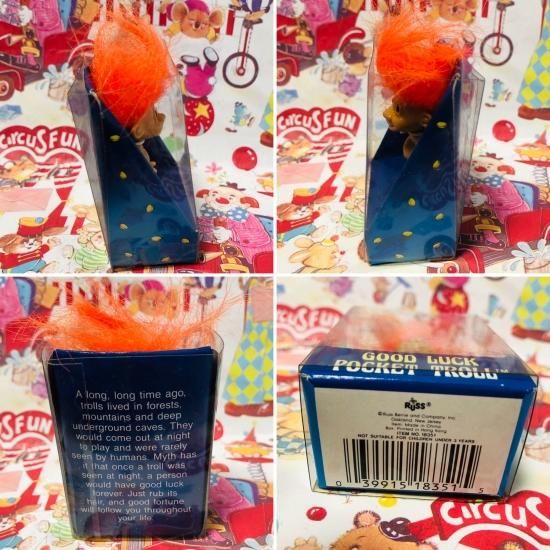 CIRCUS FUN
CIRCUS FUN
CIRCUS FUN
CIRCUS FUN
A long, long time ago,
trolls lived in forests,
mountains and deep
underground caves. They
would come out at night
to play and were rarely
seen by humans. Myth has
it that once a troll was
seen at night, a person
would have good luck
forever. Just rub its
hair, and good fortune
will follow you throughout
your life.
GOOD LUCK
POCKET TROLL™
Russ®
©Russ Berrie and Company, Inc.
Oakland, New Jersey
Item: Made in China
Box: Printed in Hong Kong
ITEM NO. 18351
NOT SUITABLE FOR CHILDREN UNDER 3 YEARS
0 39915 18351 5
CIRCUS